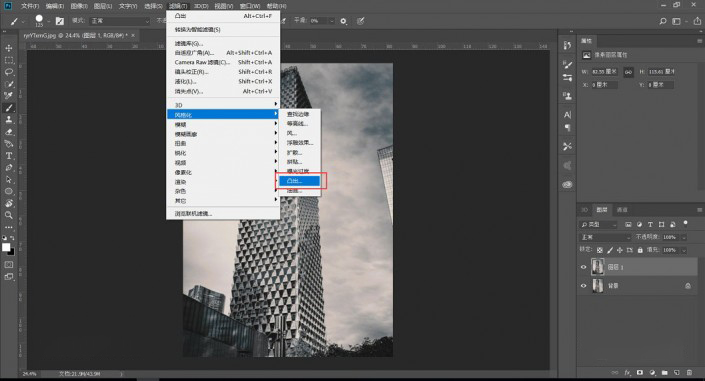 Ps 文件(F) 编辑(E) 图像(I) 图层(L) 文字(Y) 选择(S) 滤镜(T) 3D(D) 视图(V) 窗口(W) 帮助(H)
模式: 正常 平滑: 0%
rynYTxmG.jpg @ 24.4% (图层 1, RGB/8#) *
凸出 Alt+Ctrl+F
转换为智能滤镜(S)
滤镜库(G)...
自适应广角(A)... Alt+Shift+Ctrl+A
Camera Raw 滤镜(C)... Shift+Ctrl+A
镜头校正(R)... Shift+Ctrl+R
液化(L)... Shift+Ctrl+X
消失点(V)... Alt+Ctrl+V
3D
风格化
模糊
模糊画廊
扭曲
锐化
视频
像素化
渲染
杂色
其它
浏览联机滤镜...
查找边缘
等高线...
风...
浮雕效果...
扩散...
拼贴...
曝光过度
凸出...
油画...
属性
像素图层属性
W: 82.55 厘米 GO H: 115.61 厘米
X: 0 厘米 Y: 0 厘米
3D 图层 通道
类型
正常 不透明度: 100%
锁定: 填充: 100%
图层 1
背景
24.4% 文档:21.9M/43.9M